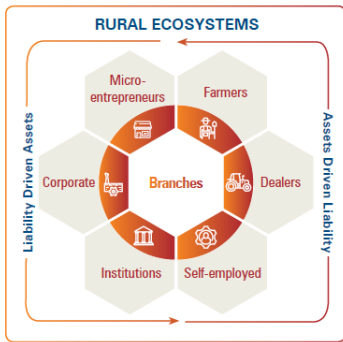 RURAL ECOSYSTEMS
Micro-
entrepreneurs
Farmers
Liability Driven Assets
Corporate
Branches
Dealers
Assets Driven Liability
Institutions
Self-employed